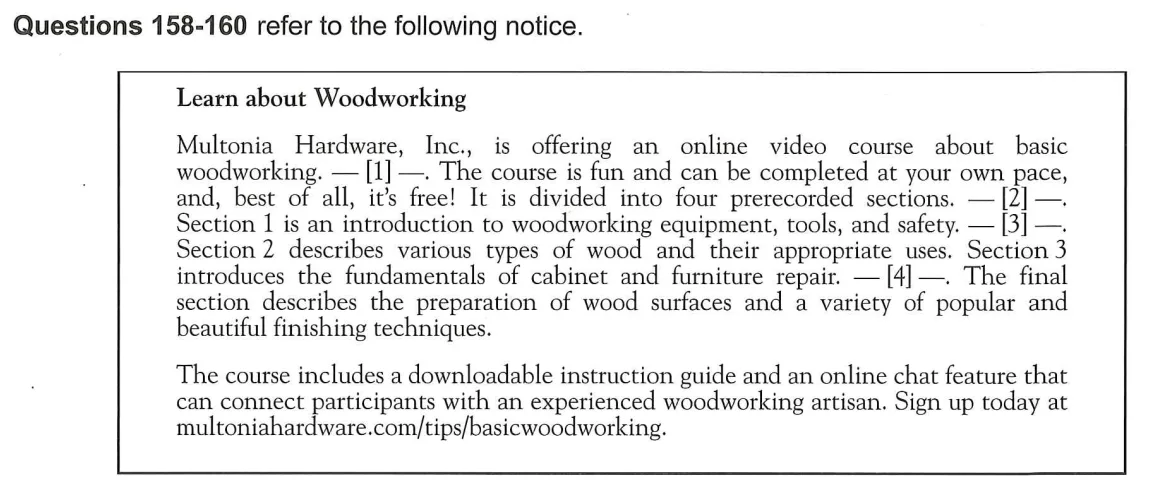 Questions 158-160 refer to the following notice.
Learn about Woodworking
Multonia Hardware, Inc., is offering an online video course about basic
woodworking. — [1] —. The course is fun and can be completed at your own pace,
and, best of all, it's free! It is divided into four prerecorded sections. — [2] —.
Section 1 is an introduction to woodworking equipment, tools, and safety. — [3] —.
Section 2 describes various types of wood and their appropriate uses. Section 3
introduces the fundamentals of cabinet and furniture repair. — [4] —. The final
section describes the preparation of wood surfaces and a variety of popular and
beautiful finishing techniques.
The course includes a downloadable instruction guide and an online chat feature that
can connect participants with an experienced woodworking artisan. Sign up today at
multoniahardware.com/tips/basicwoodworking.